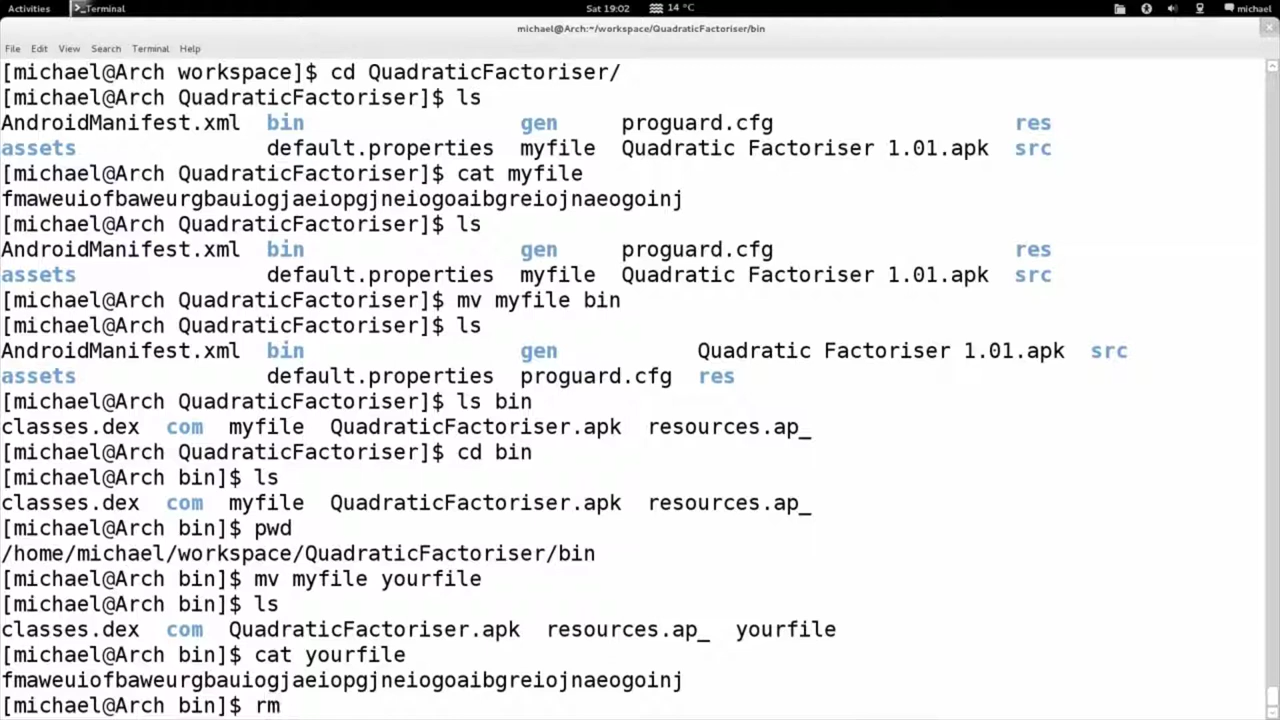 Activities Terminal Sat 19:02 14 °C michael
michael@Arch:~/workspace/QuadraticFactoriser/bin
File Edit View Search Terminal Help
[michael@Arch workspace]$ cd QuadraticFactoriser/
[michael@Arch QuadraticFactoriser]$ ls
AndroidManifest.xml bin gen proguard.cfg res
assets default.properties myfile Quadratic Factoriser 1.01.apk src
[michael@Arch QuadraticFactoriser]$ cat myfile
fmaweuiofbaweurgbauiogjaeiopgjneiogoaibgreiojnaeogoinj
[michael@Arch QuadraticFactoriser]$ ls
AndroidManifest.xml bin gen proguard.cfg res
assets default.properties myfile Quadratic Factoriser 1.01.apk src
[michael@Arch QuadraticFactoriser]$ mv myfile bin
[michael@Arch QuadraticFactoriser]$ ls
AndroidManifest.xml bin gen Quadratic Factoriser 1.01.apk src
assets default.properties proguard.cfg res
[michael@Arch QuadraticFactoriser]$ ls bin
classes.dex com myfile QuadraticFactoriser.apk resources.ap_
[michael@Arch QuadraticFactoriser]$ cd bin
[michael@Arch bin]$ ls
classes.dex com myfile QuadraticFactoriser.apk resources.ap_
[michael@Arch bin]$ pwd
/home/michael/workspace/QuadraticFactoriser/bin
[michael@Arch bin]$ mv myfile yourfile
[michael@Arch bin]$ ls
classes.dex com QuadraticFactoriser.apk resources.ap_ yourfile
[michael@Arch bin]$ cat yourfile
fmaweuiofbaweurgbauiogjaeiopgjneiogoaibgreiojnaeogoinj
[michael@Arch bin]$ rm